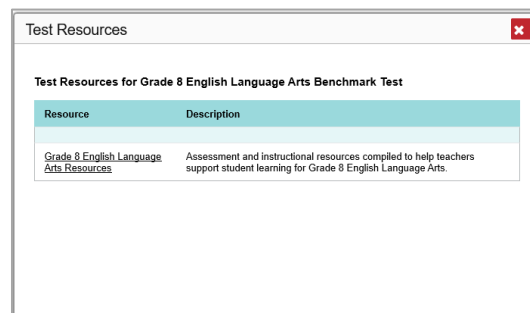 Test Resources
Test Resources for Grade 8 English Language Arts Benchmark Test
Resource Description
Grade 8 English Language Assessment and instructional resources compiled to help teachers
Arts Resources support student learning for Grade 8 English Language Arts.